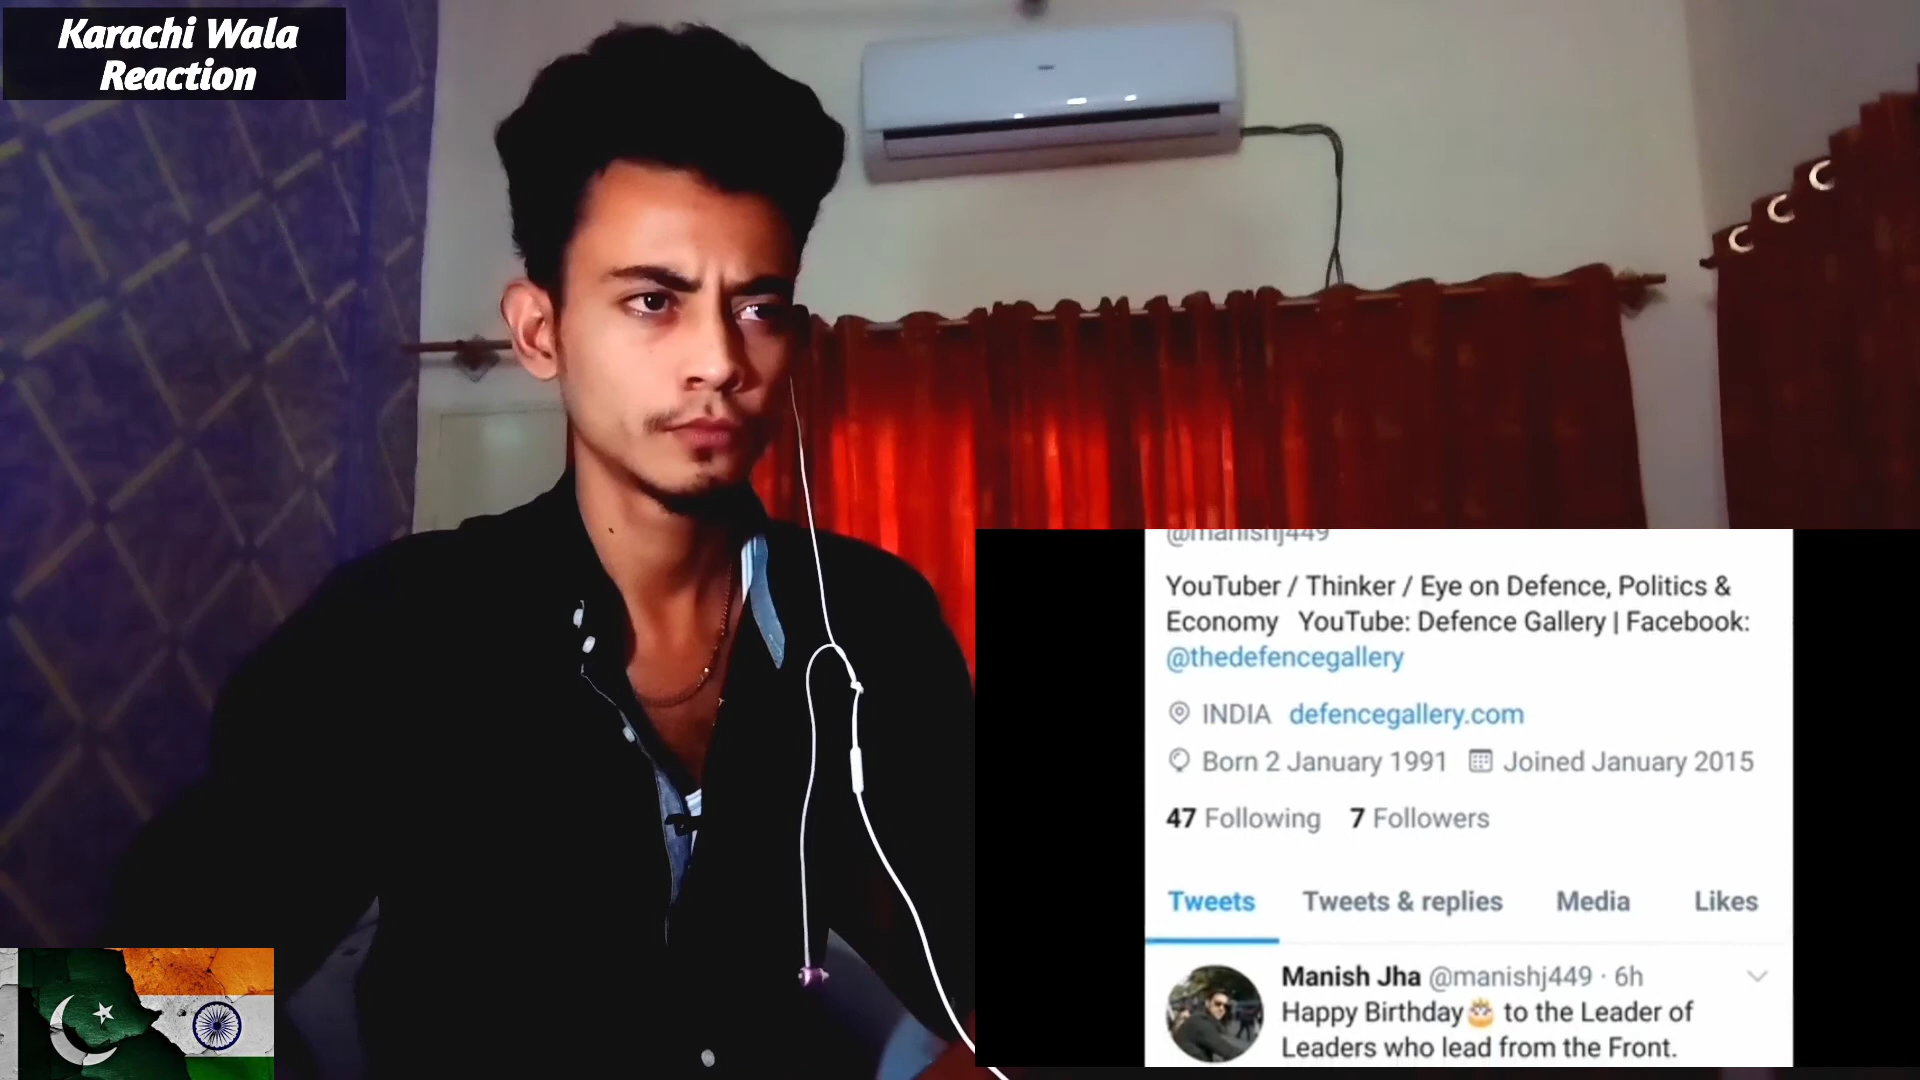 Karachi Wala
Reaction
@manishj449
YouTuber / Thinker / Eye on Defence, Politics &
Economy YouTube: Defence Gallery | Facebook:
@thedefencegallery
INDIA defencegallery.com
Born 2 January 1991 Joined January 2015
47 Following 7 Followers
Tweets Tweets & replies Media Likes
Manish Jha @manishj449 · 6h
Happy Birthday🎂 to the Leader of
Leaders who lead from the Front.